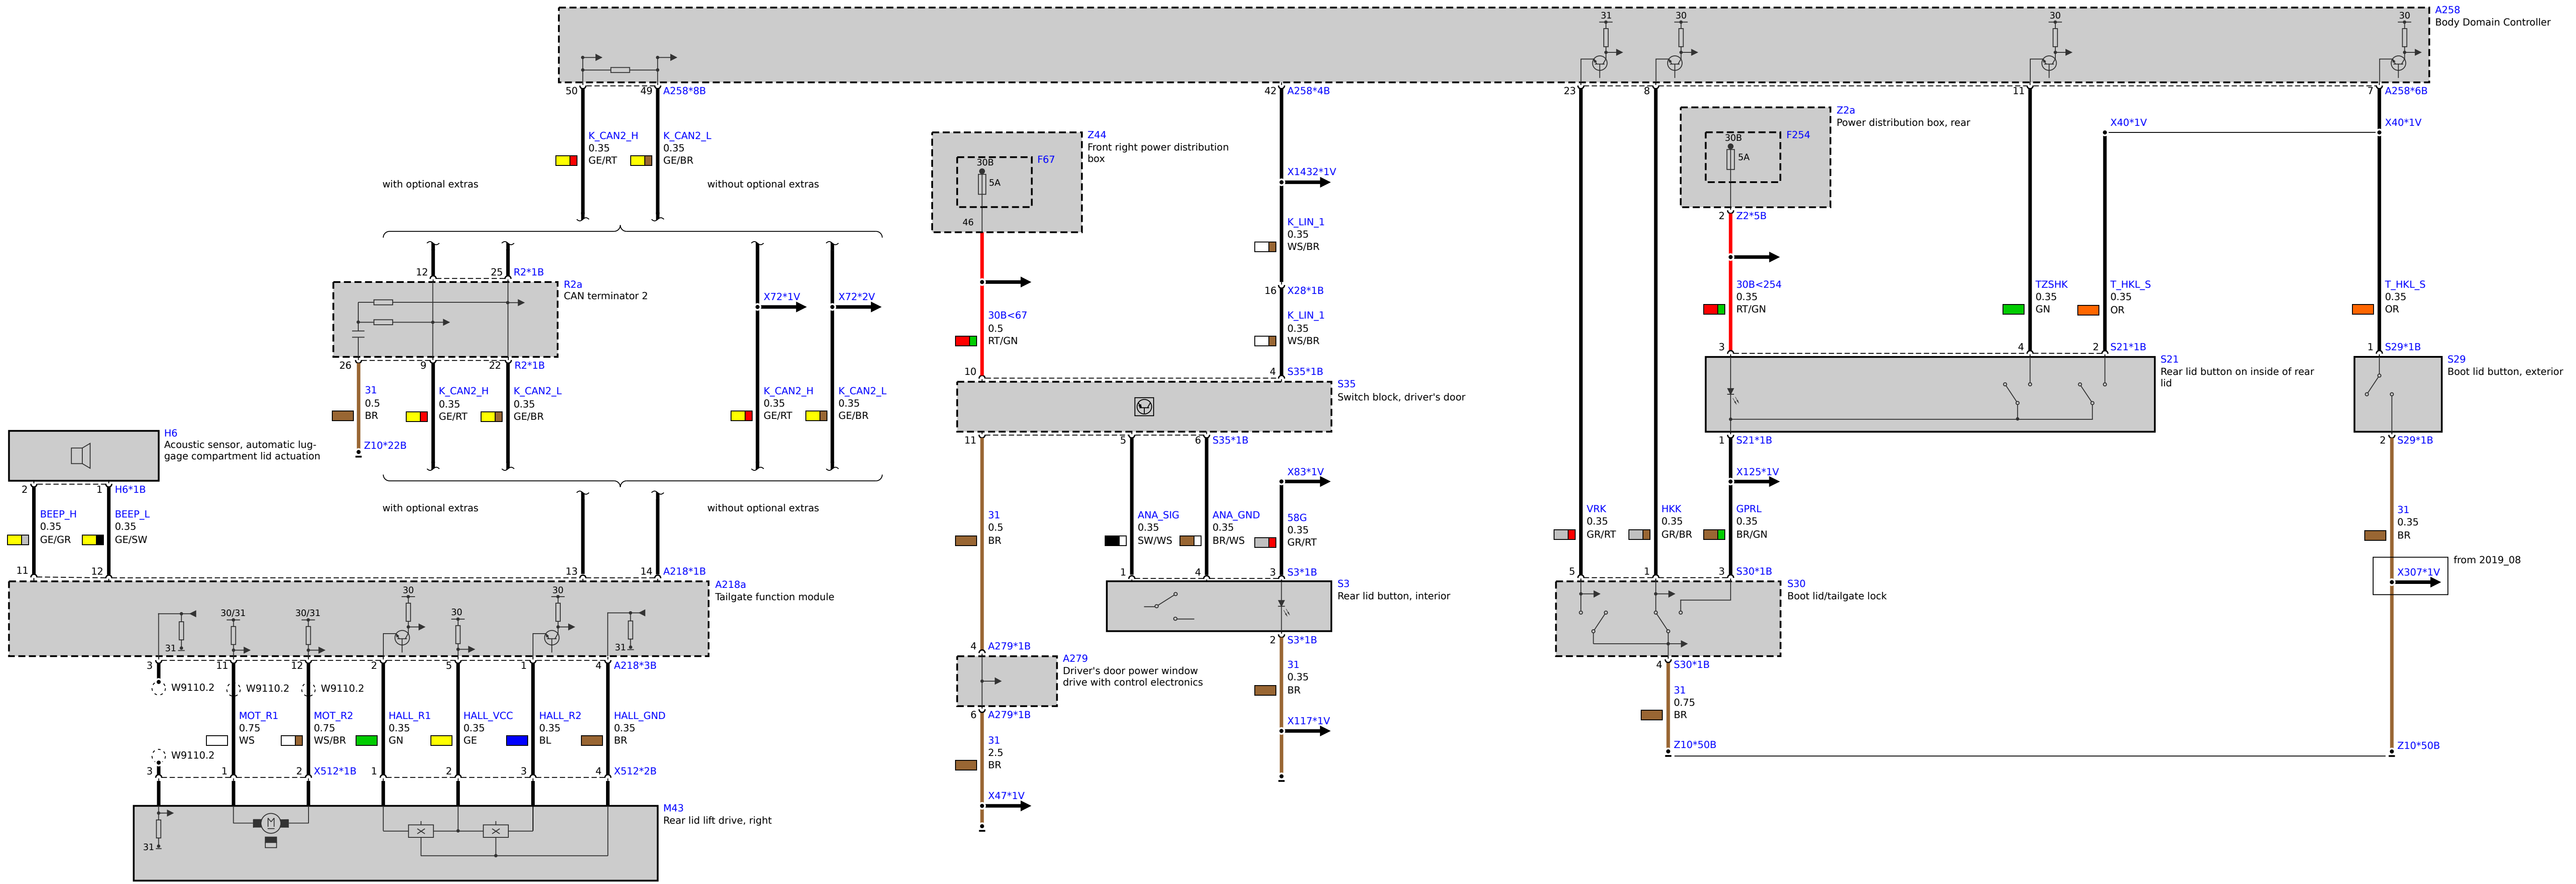 A258
Body Domain Controller
31
30
30
30
50
49
A258*8B
42
A258*4B
23
8
11
7
A258*6B
K_CAN2_H
0.35
GE/RT
K_CAN2_L
0.35
GE/BR
with optional extras
without optional extras
Z44
Front right power distribution
box
30B
F67
5A
46
X1432*1V
K_LIN_1
0.35
WS/BR
Z2a
Power distribution box, rear
30B
F254
5A
2
Z2*5B
X40*1V
X40*1V
12
25
R2*1B
R2a
CAN terminator 2
X72*1V
X72*2V
16
X28*1B
30B<67
0.5
RT/GN
K_LIN_1
0.35
WS/BR
30B<254
0.35
RT/GN
TZSHK
0.35
GN
T_HKL_S
0.35
OR
T_HKL_S
0.35
OR
26
9
22
R2*1B
10
4
S35*1B
3
4
2
S21*1B
1
S29*1B
31
0.5
BR
K_CAN2_H
0.35
GE/RT
K_CAN2_L
0.35
GE/BR
K_CAN2_H
0.35
GE/RT
K_CAN2_L
0.35
GE/BR
S35
Switch block, driver's door
S21
Rear lid button on inside of rear
lid
S29
Boot lid button, exterior
Z10*22B
H6
Acoustic sensor, automatic lug-
gage compartment lid actuation
11
5
6
S35*1B
1
S21*1B
2
S29*1B
2
1
H6*1B
X83*1V
X125*1V
with optional extras
without optional extras
BEEP_H
0.35
GE/GR
BEEP_L
0.35
GE/SW
31
0.5
BR
ANA_SIG
0.35
SW/WS
ANA_GND
0.35
BR/WS
58G
0.35
GR/RT
VRK
0.35
GR/RT
HKK
0.35
GR/BR
GPRL
0.35
BR/GN
31
0.35
BR
from 2019_08
X307*1V
11
12
13
14
A218*1B
1
4
3
S3*1B
5
1
3
S30*1B
A218a
Tailgate function module
31
30/31
30/31
30
30
30
31
S3
Rear lid button, interior
S30
Boot lid/tailgate lock
3
11
12
2
5
1
4
A218*3B
4
A279*1B
2
S3*1B
4
S30*1B
W9110.2
W9110.2
W9110.2
A279
Driver's door power window
drive with control electronics
31
0.35
BR
31
0.75
BR
MOT_R1
0.75
WS
MOT_R2
0.75
WS/BR
HALL_R1
0.35
GN
HALL_VCC
0.35
GE
HALL_R2
0.35
BL
HALL_GND
0.35
BR
6
A279*1B
X117*1V
31
2.5
BR
Z10*50B
Z10*50B
W9110.2
3
1
2
X512*1B
1
2
3
4
X512*2B
X47*1V
M43
Rear lid lift drive, right
M
31